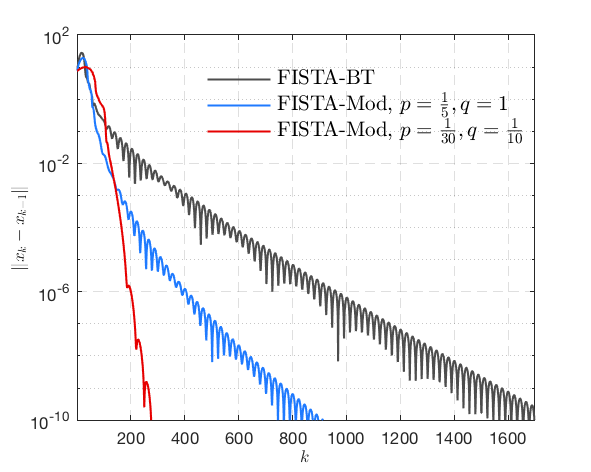 10^2
10^-2
10^-6
10^-10
‖x_k − x_{k−1}‖
FISTA-BT
FISTA-Mod, p = 1/5, q = 1
FISTA-Mod, p = 1/30, q = 1/10
200 400 600 800 1000 1200 1400 1600
k